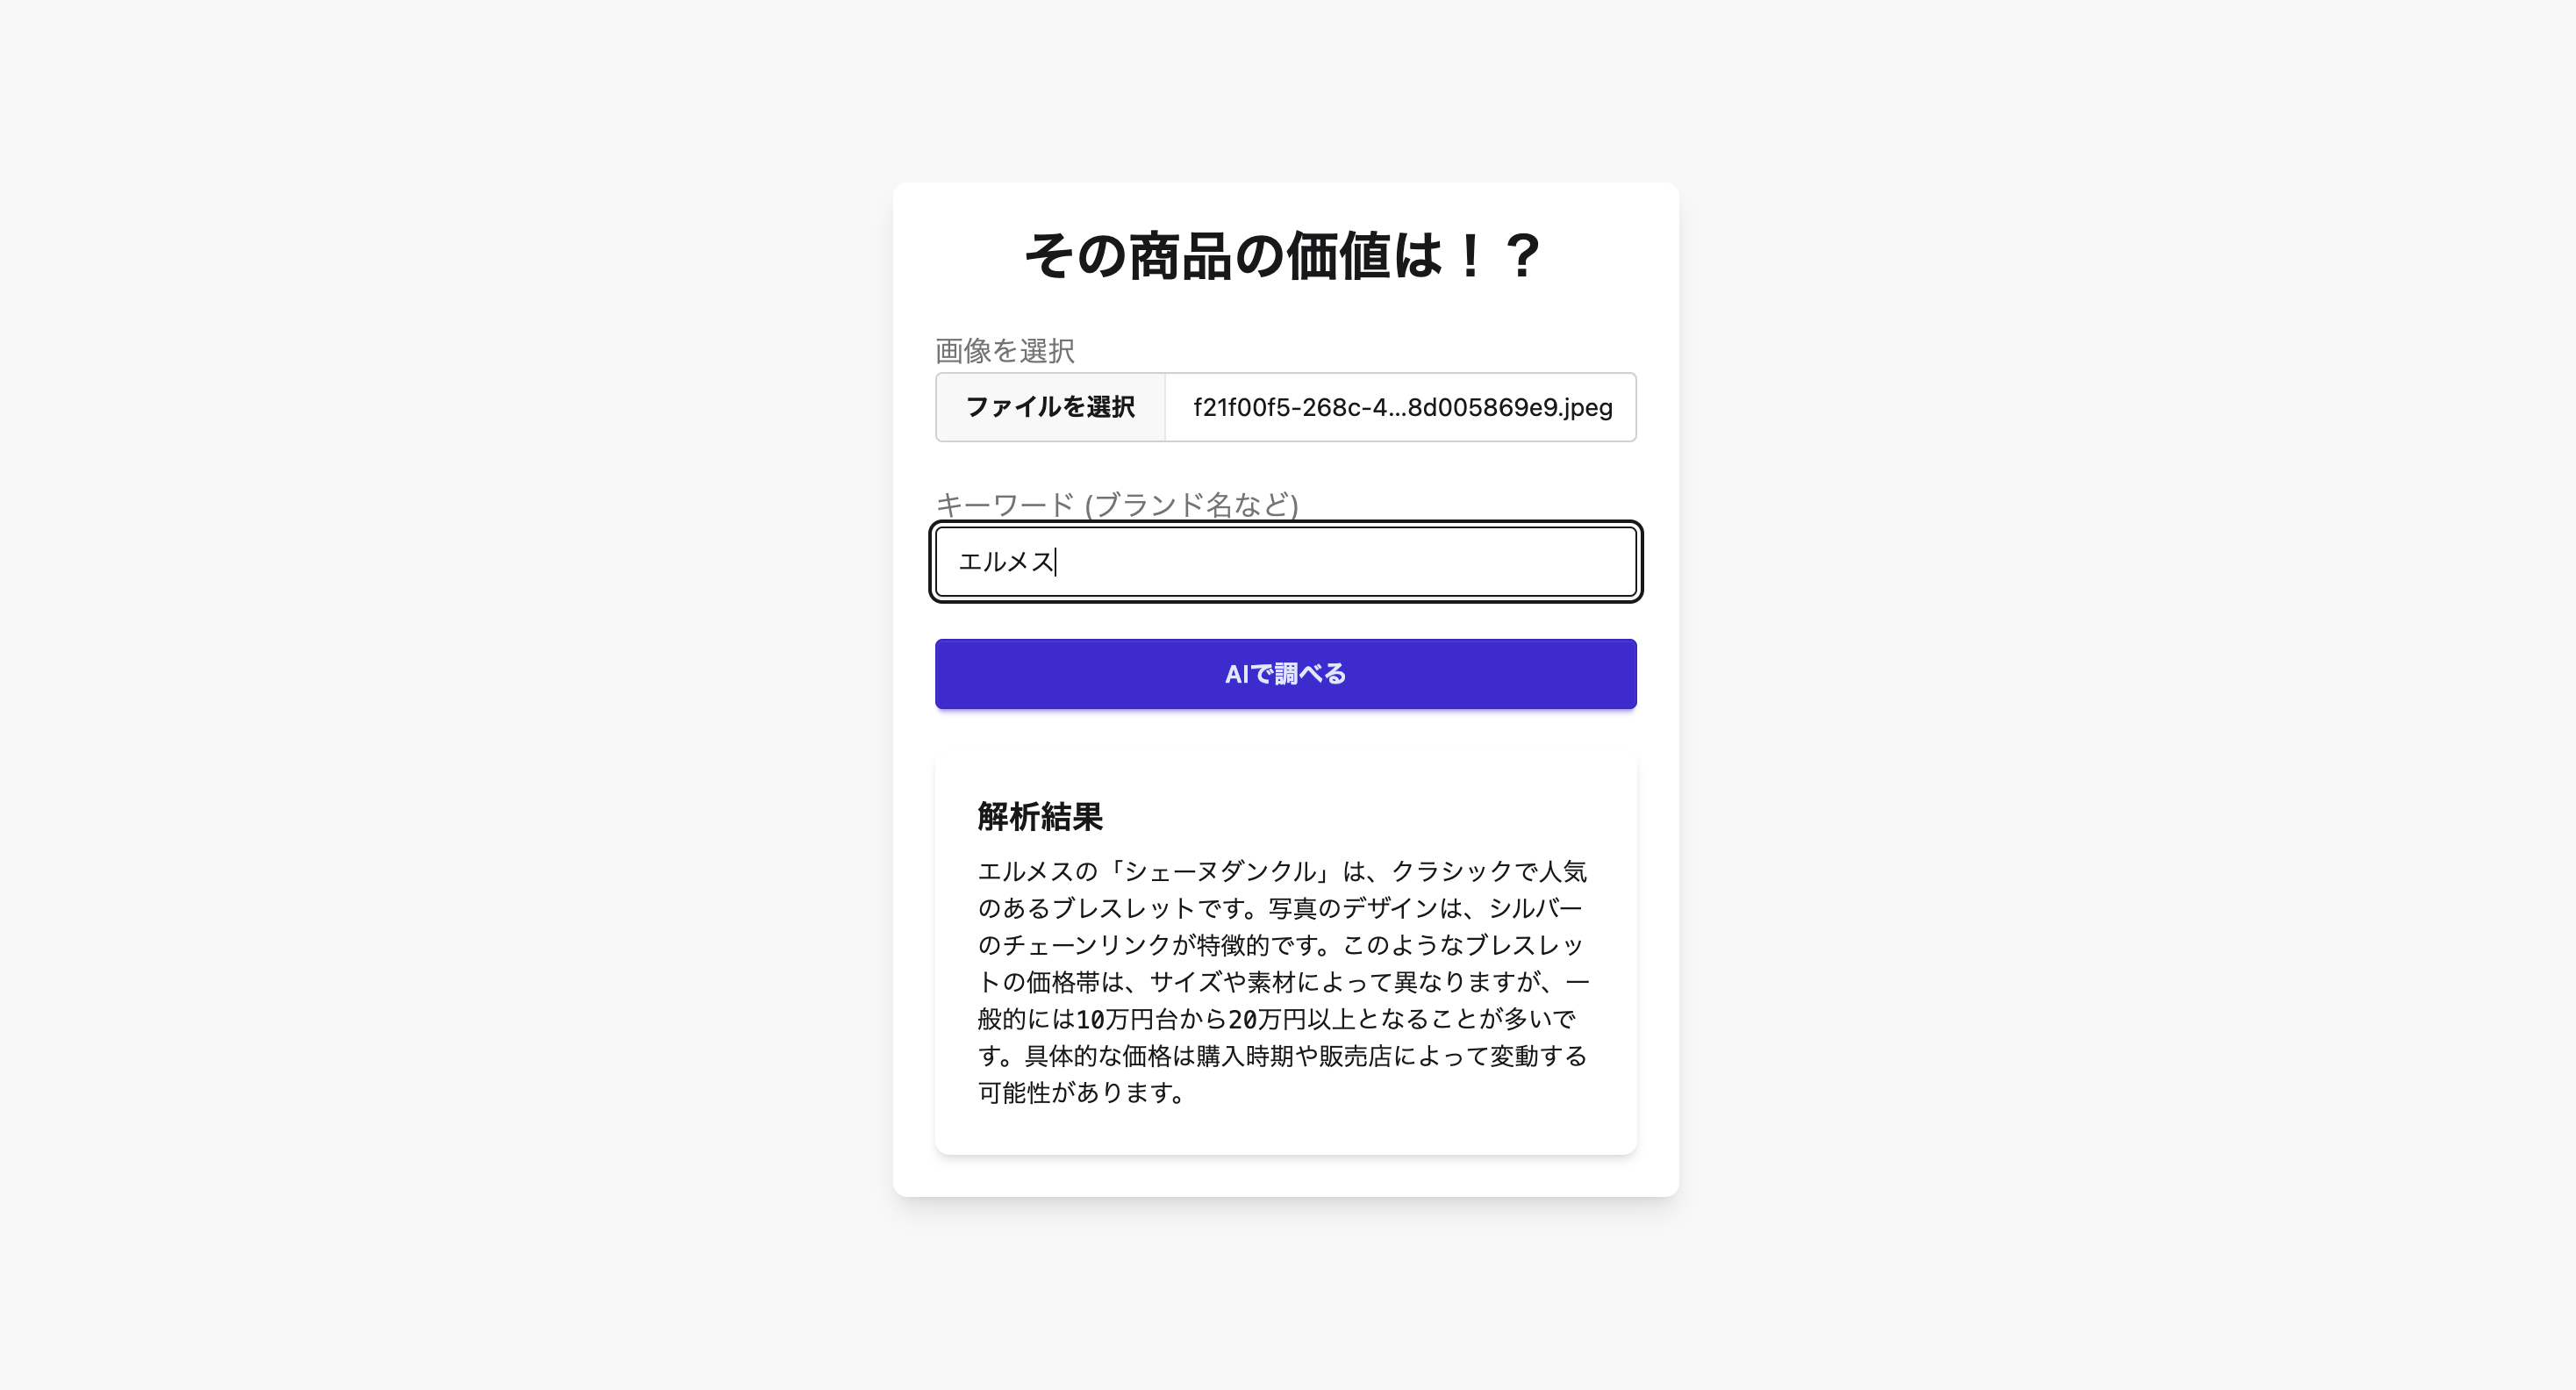 その商品の価値は！？
画像を選択
ファイルを選択 f21f00f5-268c-4...8d005869e9.jpeg
キーワード (ブランド名など)
エルメス
AIで調べる
解析結果
エルメスの「シェーヌダンクル」は、クラシックで人気
のあるブレスレットです。写真のデザインは、シルバー
のチェーンリンクが特徴的です。このようなブレスレッ
トの価格帯は、サイズや素材によって異なりますが、一
般的には10万円台から20万円以上となることが多いで
す。具体的な価格は購入時期や販売店によって変動する
可能性があります。